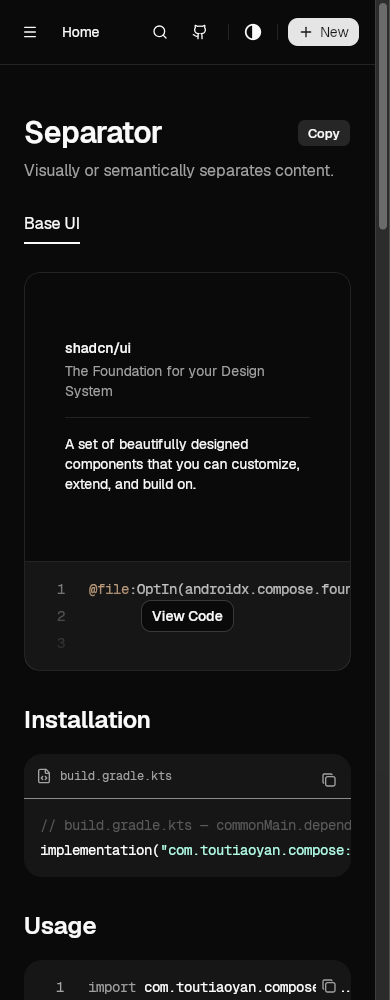 Home
New
Separator
Copy
Visually or semantically separates content.
Base UI
shadcn/ui
The Foundation for your Design
System
A set of beautifully designed
components that you can customize,
extend, and build on.
1 @file:OptIn(androidx.compose.four
2
View Code
3
Installation
build.gradle.kts
// build.gradle.kts — commonMain.depend
implementation("com.toutiaoyan.compose:
Usage
1 import com.toutiaoyan.compose ..